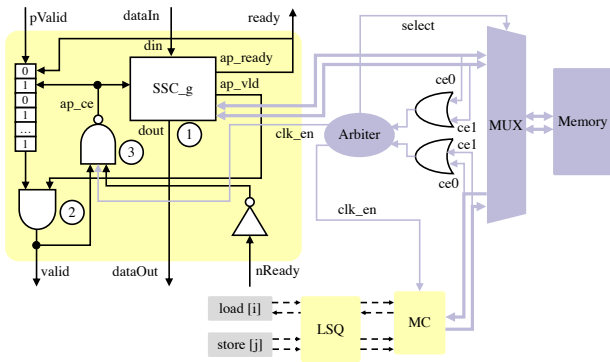 pValid
dataIn
ready
select
din
ap_ready
0
1
0
1
...
1
SSC_g
ap_vld
ap_ce
dout
1
clk_en
3
2
Arbiter
ce0
ce1
ce1
ce0
MUX
Memory
clk_en
valid
dataOut
nReady
load [i]
store [j]
LSQ
MC